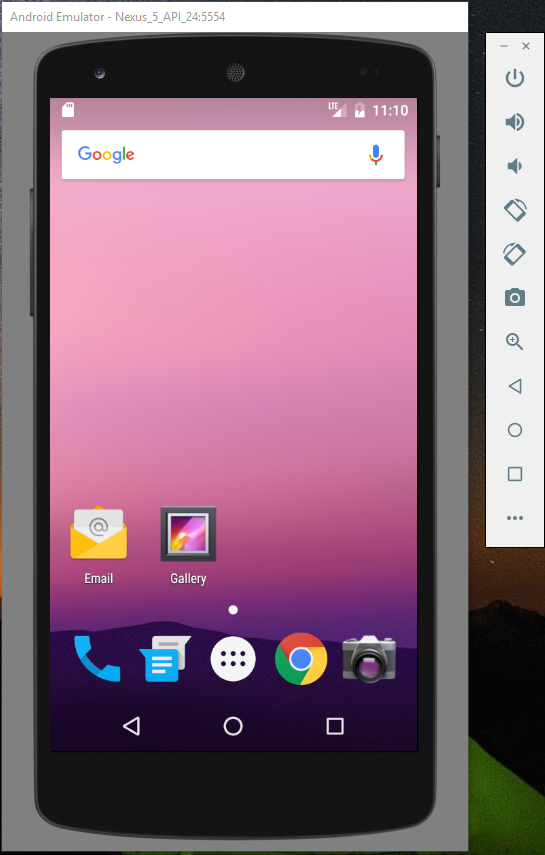 Android Emulator - Nexus_5_API_24:5554
LTE 11:10
Google
@
Email
Gallery